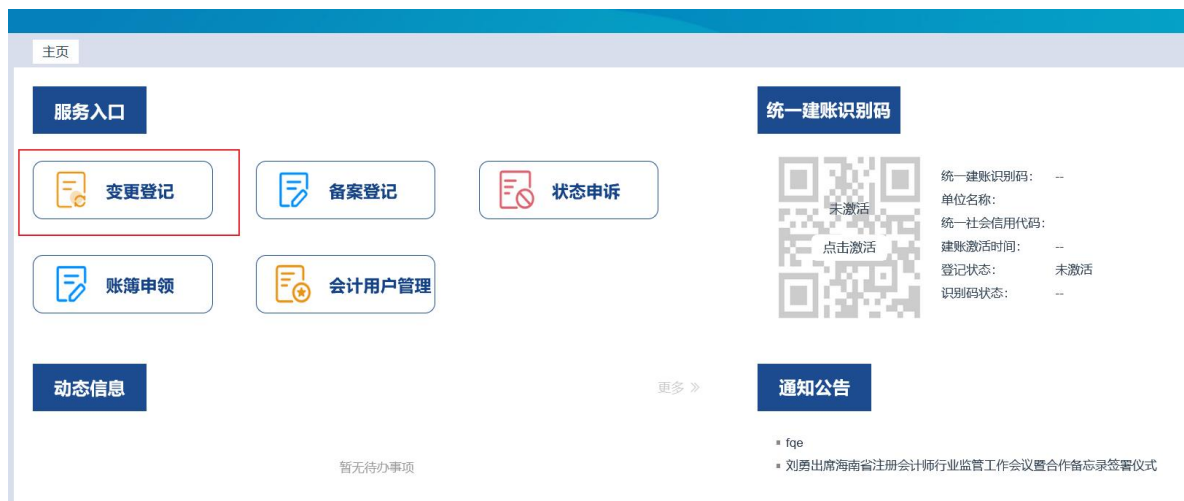 主页
服务入口
变更登记
备案登记
状态申诉
账簿申领
会计用户管理
统一建账识别码
未激活
点击激活
统一建账识别码： --
单位名称：
统一社会信用代码：
建账激活时间： --
登记状态： 未激活
识别码状态： --
动态信息
更多 》
暂无待办事项
通知公告
fqe
刘勇出席海南省注册会计师行业监管工作会议暨合作备忘录签署仪式